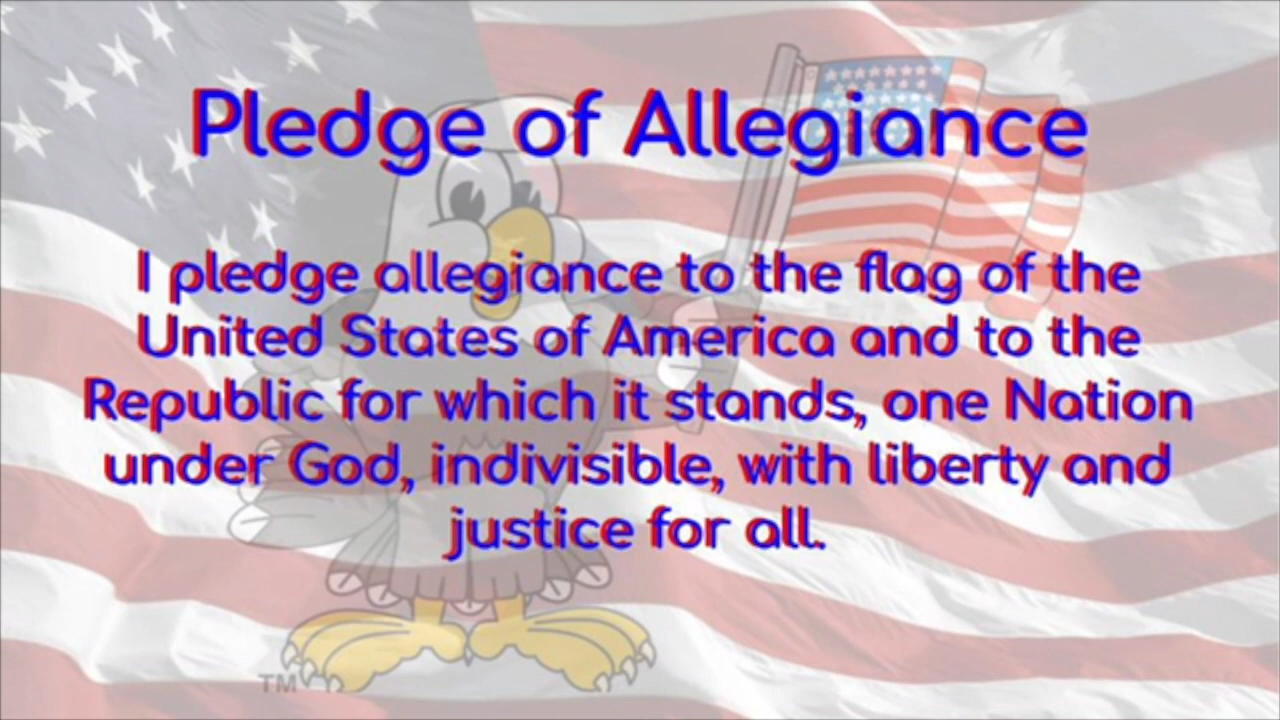 Pledge of Allegiance
I pledge allegiance to the flag of the
United States of America and to the
Republic for which it stands, one Nation
under God, indivisible, with liberty and
justice for all.
TM